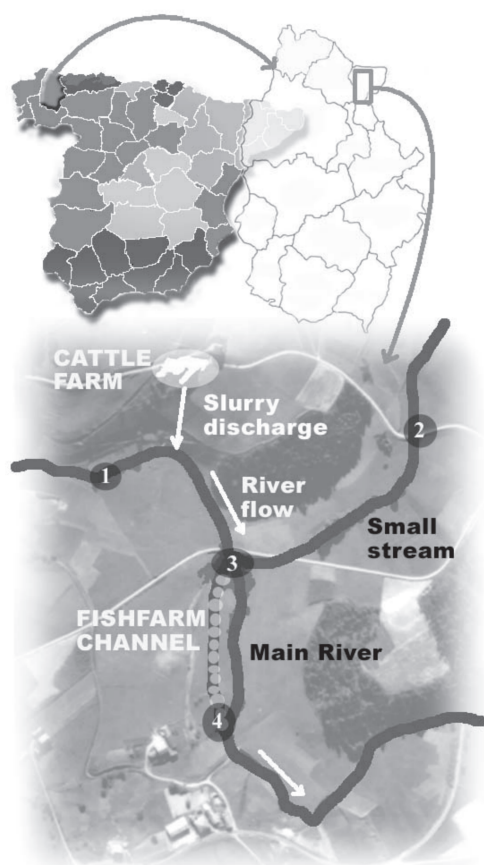 CATTLE
FARM
Slurry
discharge
2
1
River
flow
Small
stream
3
FISHFARM
CHANNEL
Main River
4